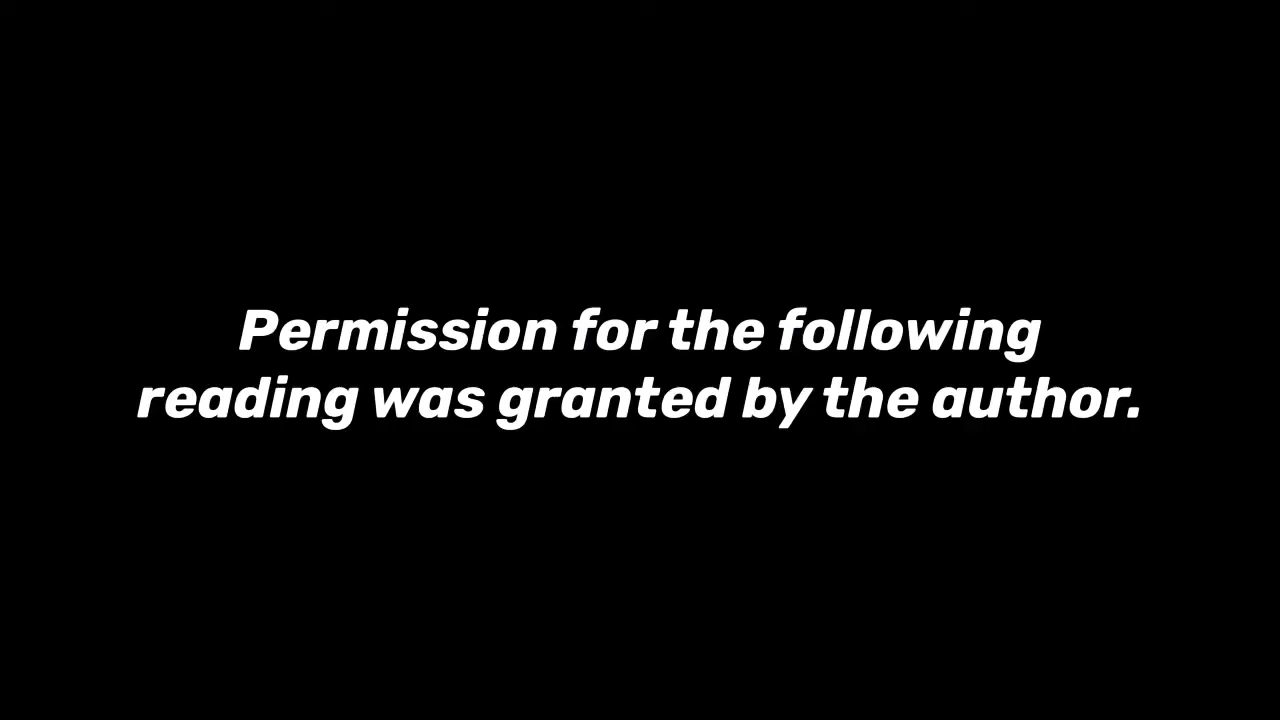 Permission for the following
reading was granted by the author.